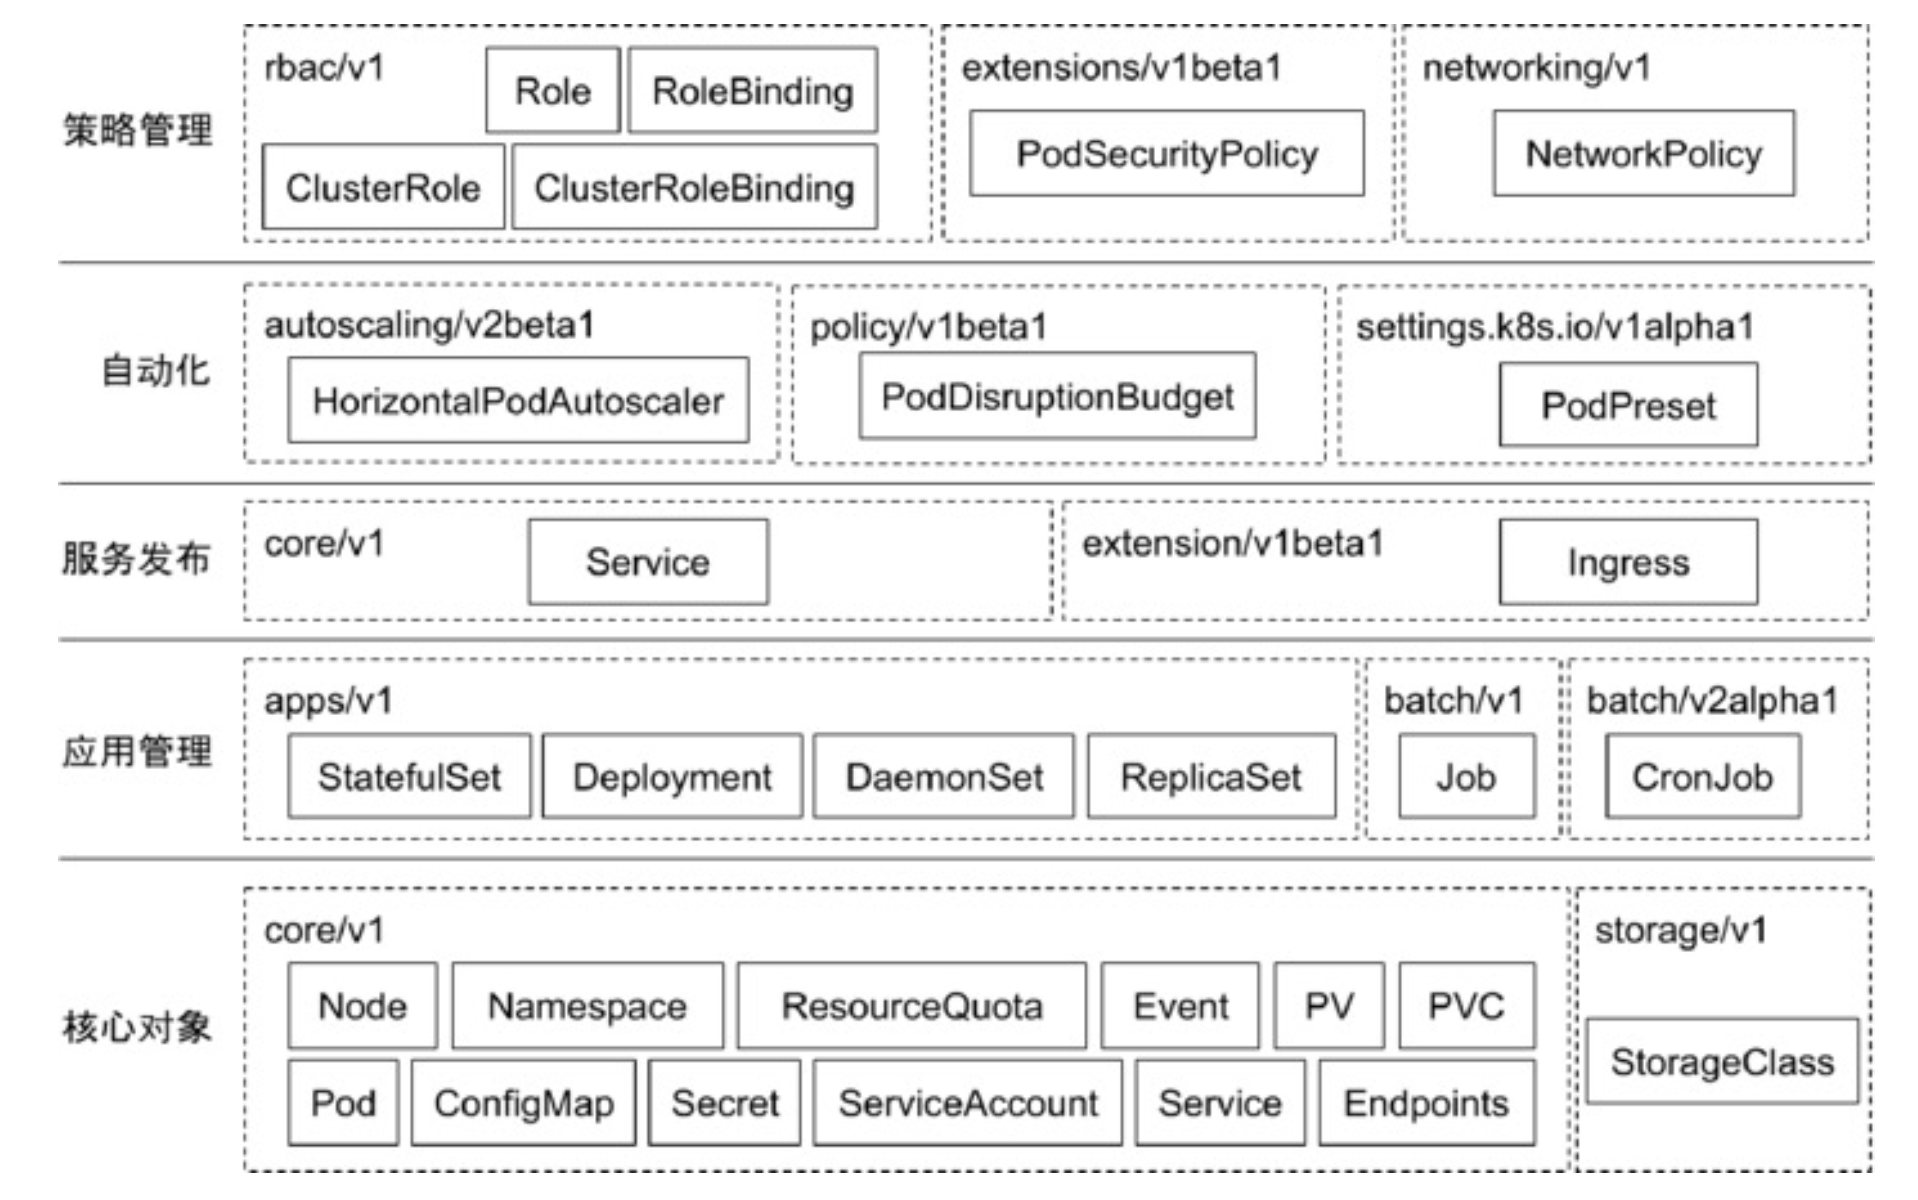 策略管理
rbac/v1
Role
RoleBinding
ClusterRole
ClusterRoleBinding
extensions/v1beta1
PodSecurityPolicy
networking/v1
NetworkPolicy
自动化
autoscaling/v2beta1
HorizontalPodAutoscaler
policy/v1beta1
PodDisruptionBudget
settings.k8s.io/v1alpha1
PodPreset
服务发布
core/v1
Service
extension/v1beta1
Ingress
应用管理
apps/v1
StatefulSet
Deployment
DaemonSet
ReplicaSet
batch/v1
Job
batch/v2alpha1
CronJob
核心对象
core/v1
Node
Namespace
ResourceQuota
Event
PV
PVC
Pod
ConfigMap
Secret
ServiceAccount
Service
Endpoints
storage/v1
StorageClass